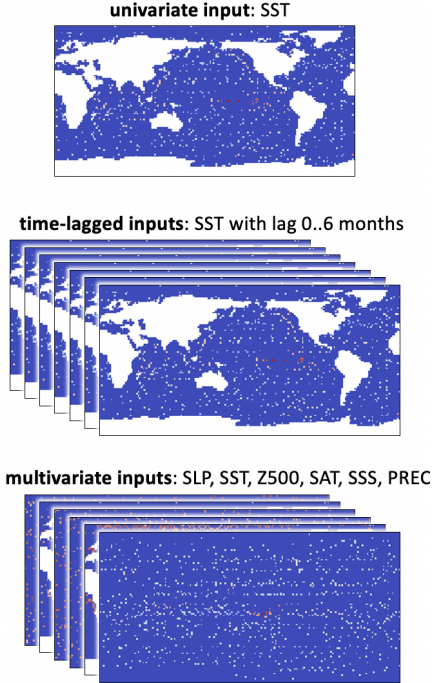 univariate input: SST
time-lagged inputs: SST with lag 0..6 months
multivariate inputs: SLP, SST, Z500, SAT, SSS, PREC